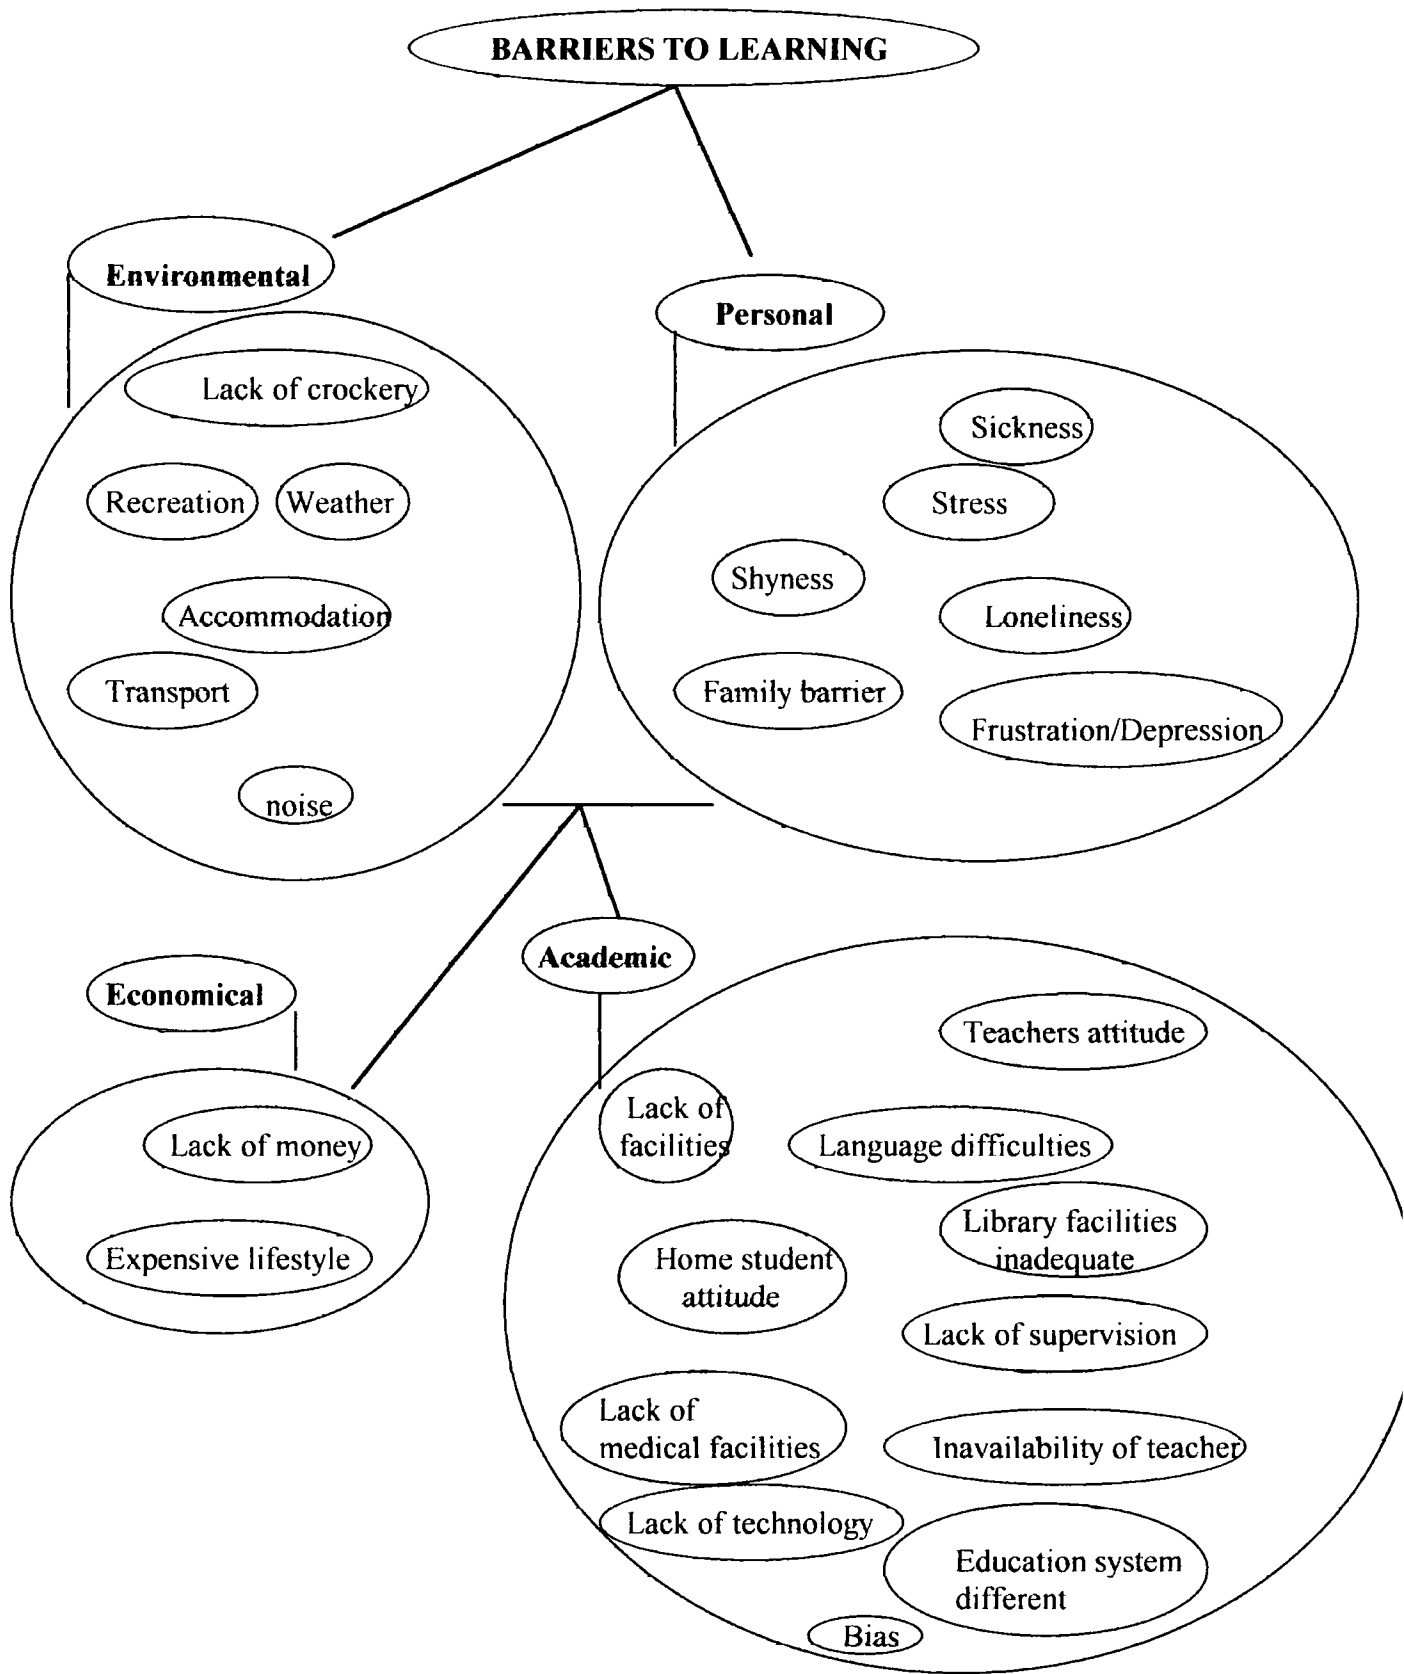 BARRIERS TO LEARNING
Environmental
Personal
Lack of crockery
Recreation
Weather
Accommodation
Transport
noise
Sickness
Stress
Shyness
Loneliness
Family barrier
Frustration/Depression
Economical
Lack of money
Expensive lifestyle
Academic
Teachers attitude
Lack of
facilities
Language difficulties
Library facilities
inadequate
Home student
attitude
Lack of supervision
Lack of
medical facilities
Inavailability of teacher
Lack of technology
Education system
different
Bias